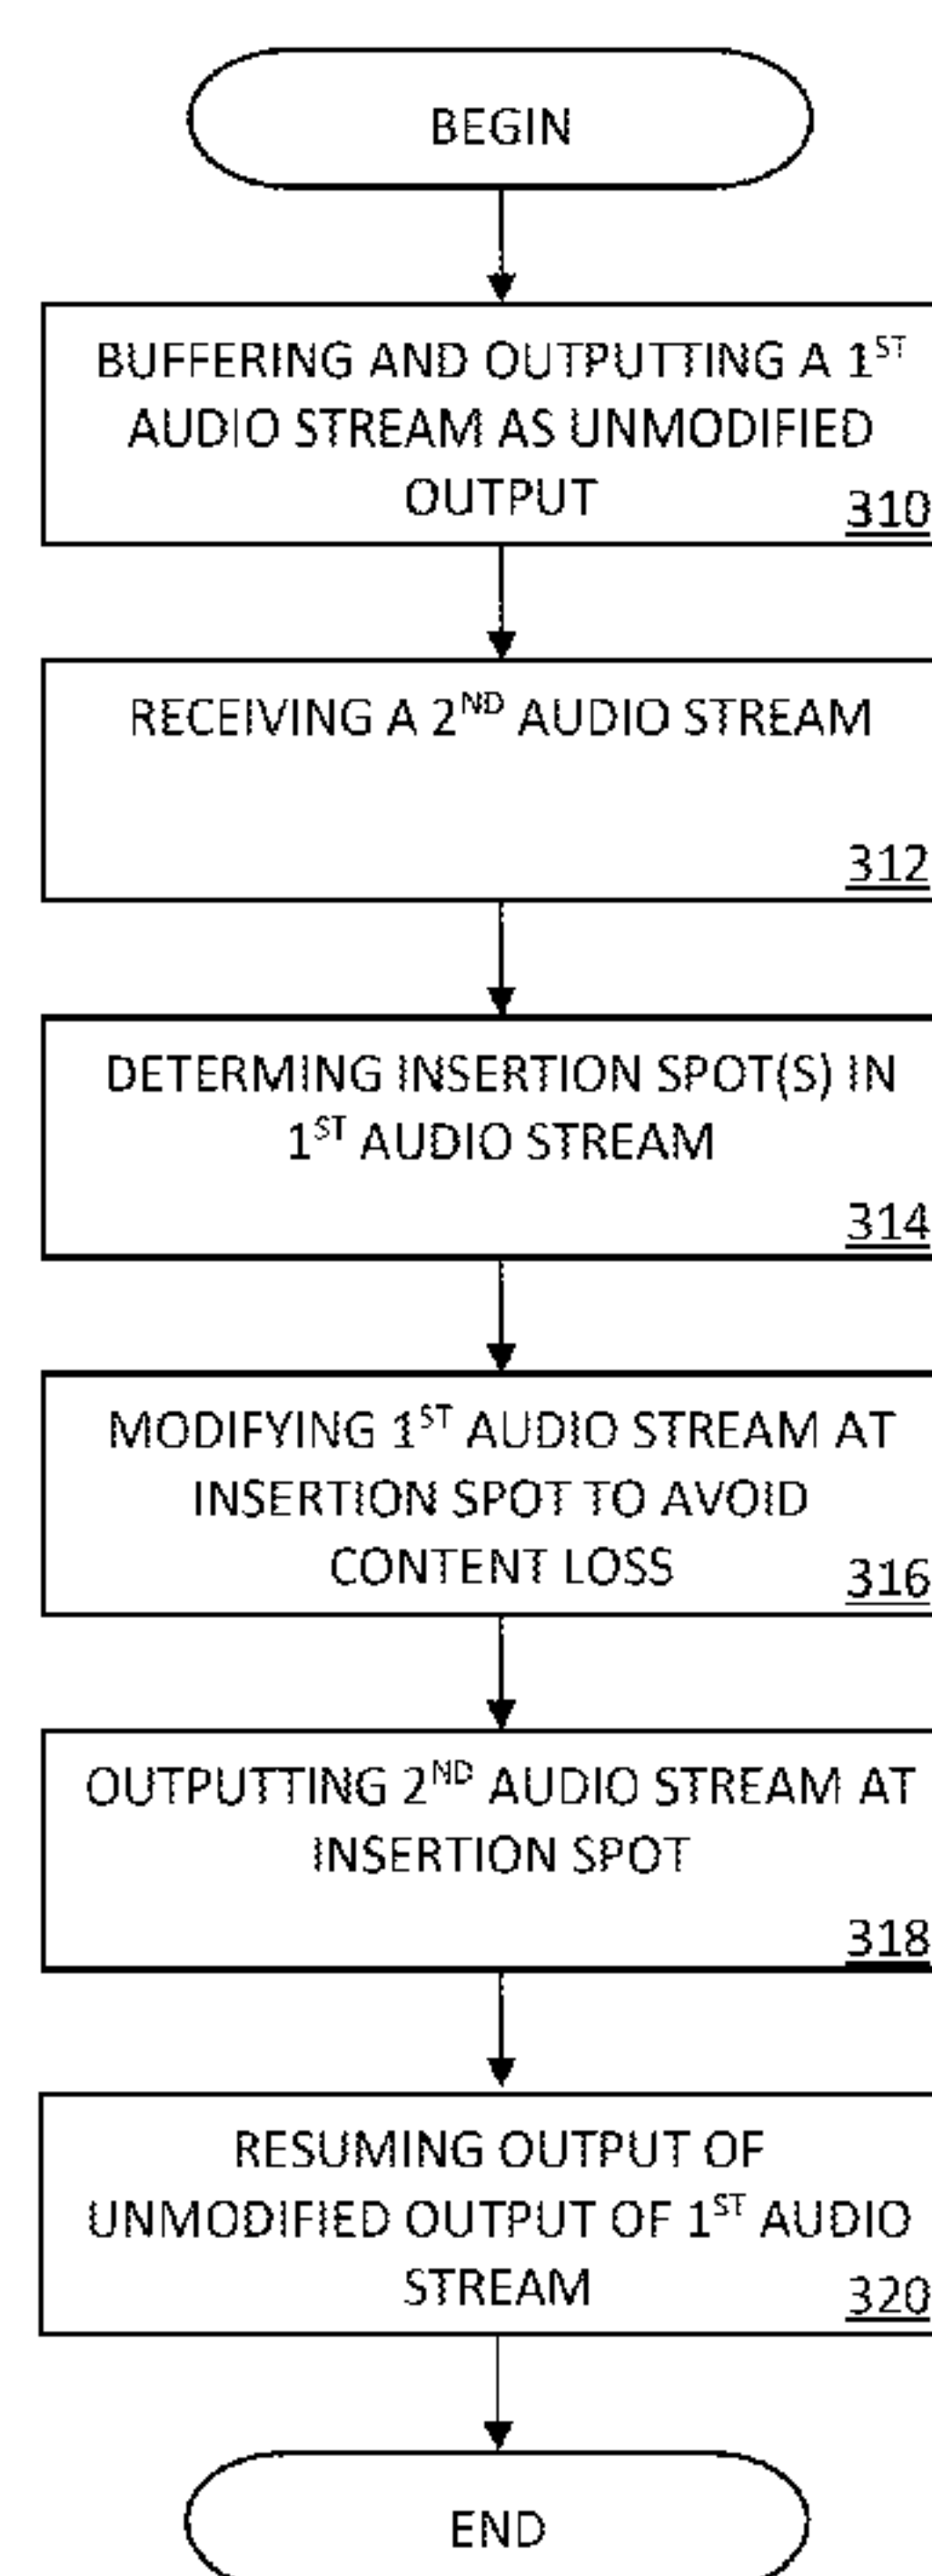 BEGIN
BUFFERING AND OUTPUTTING A 1ST
AUDIO STREAM AS UNMODIFIED
OUTPUT
310
RECEIVING A 2ND AUDIO STREAM
312
DETERMING INSERTION SPOT(S) IN
1ST AUDIO STREAM
314
MODIFYING 1ST AUDIO STREAM AT
INSERTION SPOT TO AVOID
CONTENT LOSS
316
OUTPUTTING 2ND AUDIO STREAM AT
INSERTION SPOT
318
RESUMING OUTPUT OF
UNMODIFIED OUTPUT OF 1ST AUDIO
STREAM
320
END